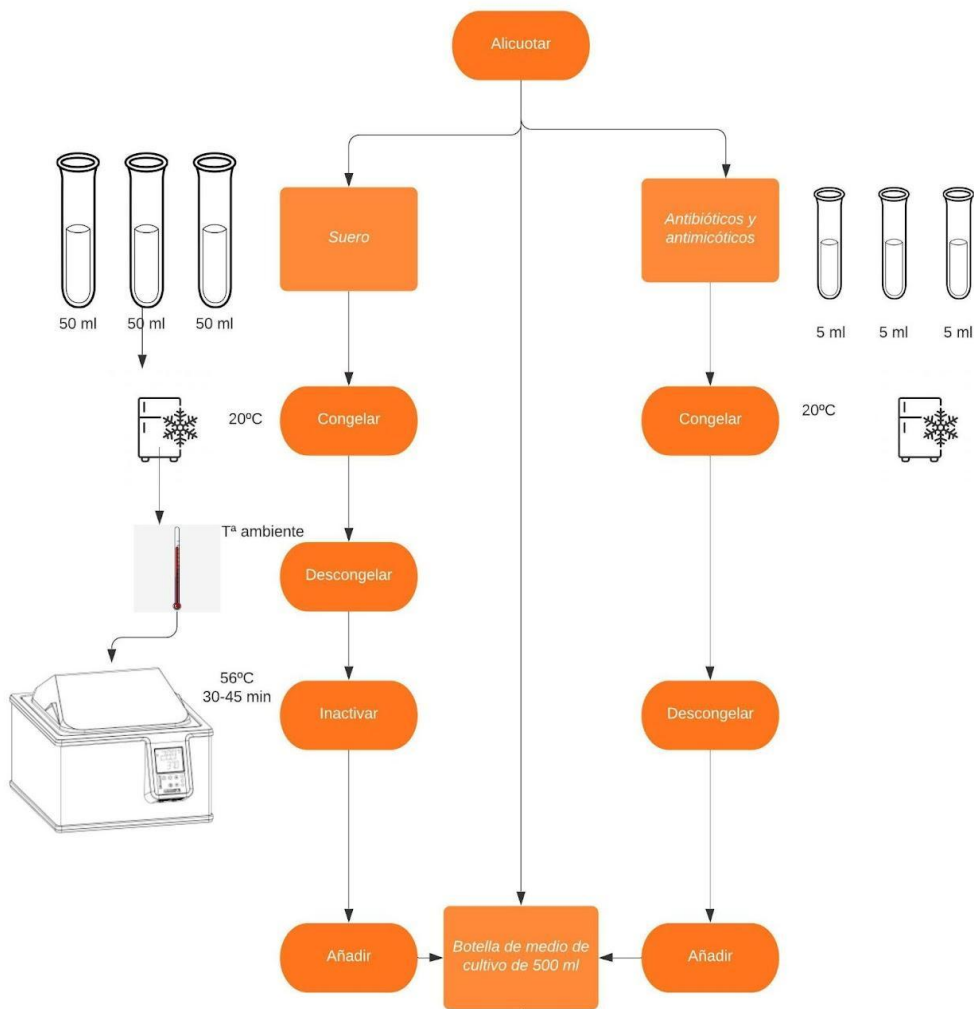 Alicuotar
Suero
Antibióticos y
antimicóticos
50 ml
50 ml
50 ml
5 ml
5 ml
5 ml
20ºC
Congelar
Congelar
20ºC
Tª ambiente
Descongelar
56ºC
30-45 min
Inactivar
Descongelar
Añadir
Botella de medio de
cultivo de 500 ml
Añadir